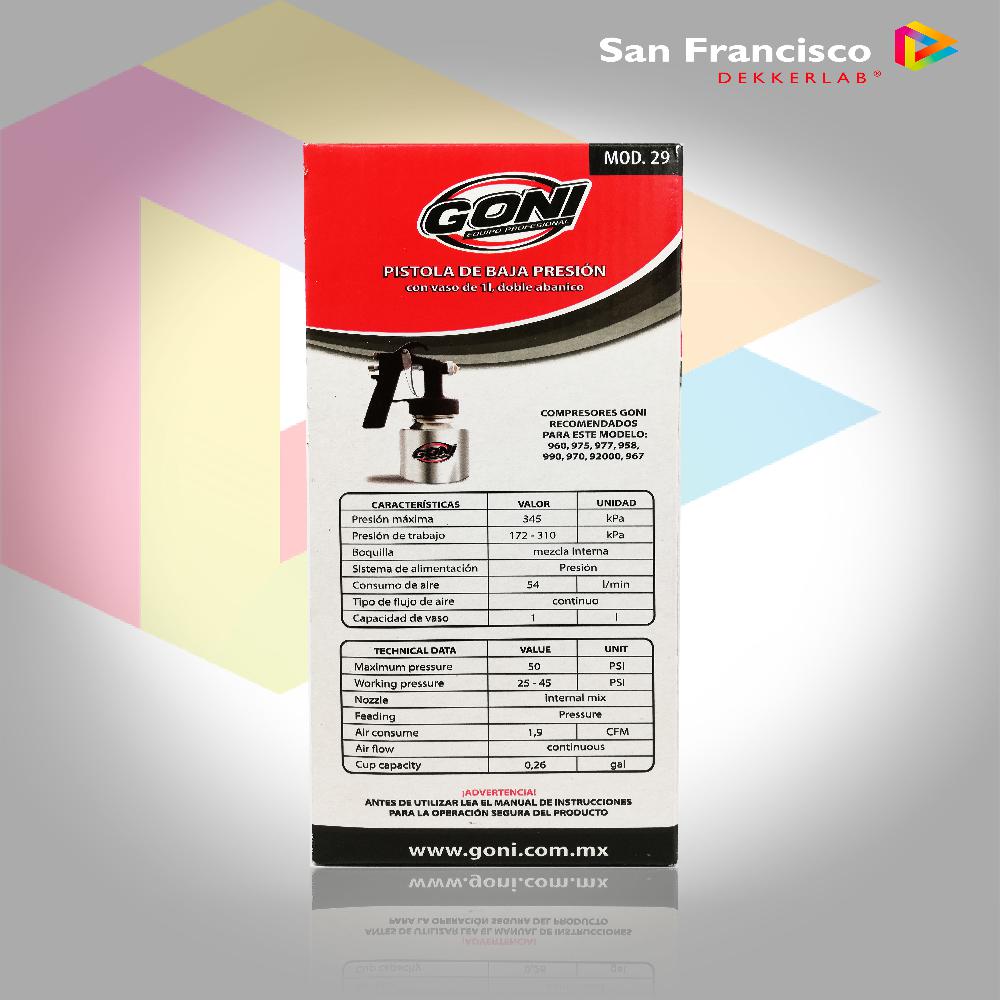 San Francisco
DEKKERLAB®
MOD. 29
GONI
EQUIPO PROFESIONAL
PISTOLA DE BAJA PRESIÓN
con vaso de 1l. doble abanico
GONI
COMPRESORES GONI
RECOMENDADOS
PARA ESTE MODELO:
960, 975, 977, 958,
990, 970, 92000, 967
CARACTERÍSTICAS VALOR UNIDAD
Presión máxima 345 kPa
Presión de trabajo 172 - 310 kPa
Boquilla mezcla interna
Sistema de alimentación Presión
Consumo de aire 54 l/min
Tipo de flujo de aire continuo
Capacidad de vaso 1 l
TECHNICAL DATA VALUE UNIT
Maximum pressure 50 PSI
Working pressure 25 - 45 PSI
Nozzle Internal mix
Feeding Pressure
Air consume 1,9 CFM
Air flow continuous
Cup capacity 0,26 gal
¡ADVERTENCIA!
ANTES DE UTILIZAR LEA EL MANUAL DE INSTRUCCIONES
PARA LA OPERACIÓN SEGURA DEL PRODUCTO
www.goni.com.mx